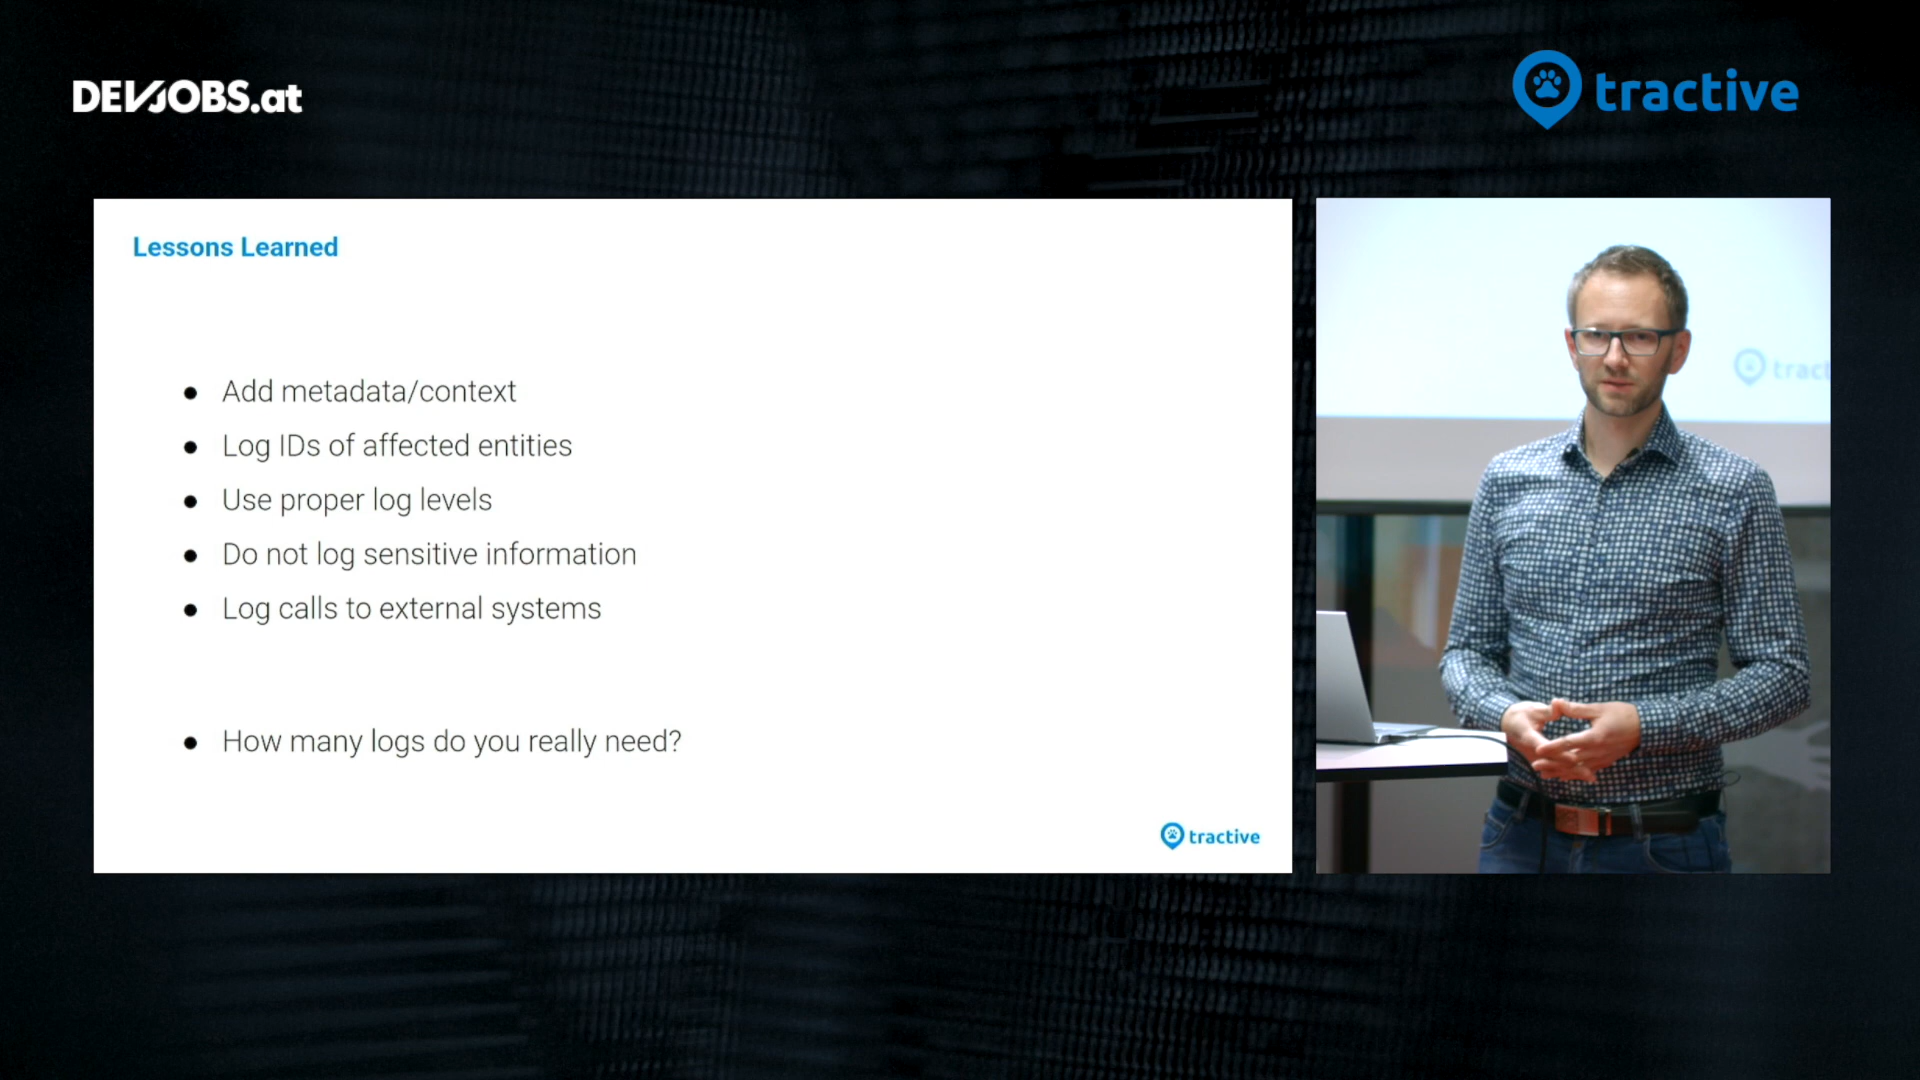 DEVJOBS.at
tractive
Lessons Learned
● Add metadata/context
● Log IDs of affected entities
● Use proper log levels
● Do not log sensitive information
● Log calls to external systems
● How many logs do you really need?
tractive
tract